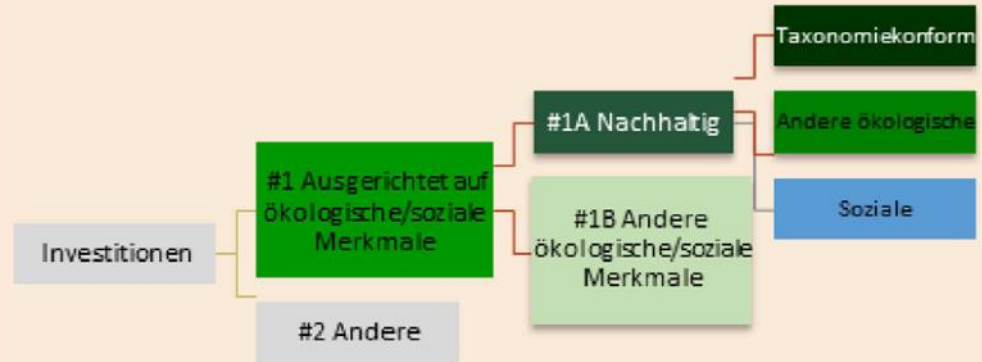 Taxonomiekonform
#1A Nachhaltig
Andere ökologische
#1 Ausgerichtet auf
ökologische/soziale
Merkmale
Soziale
#1B Andere
ökologische/soziale
Merkmale
Investitionen
#2 Andere